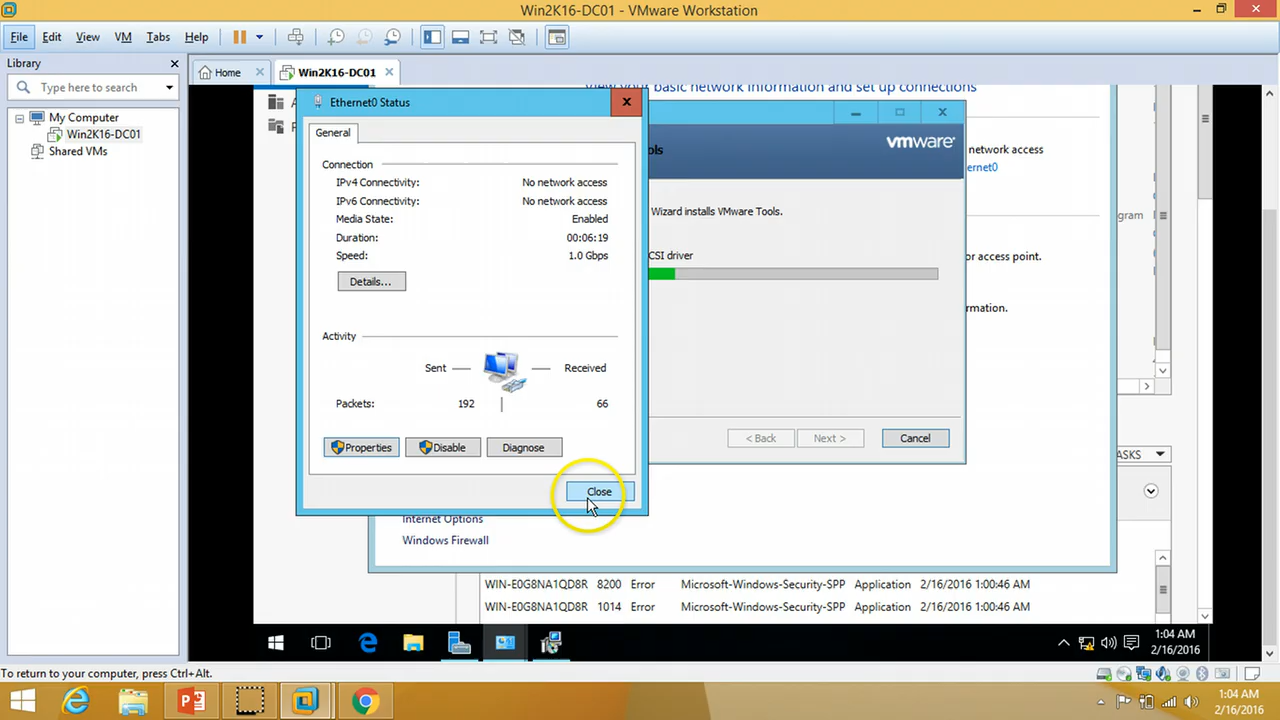 Win2K16-DC01 - VMware Workstation
File Edit View VM Tabs Help
Library
Type here to search
My Computer
Win2K16-DC01
Shared VMs
Home
Win2K16-DC01
View your basic network information and set up connections
Ethernet0 Status
General
Connection
IPv4 Connectivity: No network access
IPv6 Connectivity: No network access
Media State: Enabled
Duration: 00:06:19
Speed: 1.0 Gbps
Details...
Activity
Sent Received
Packets: 192 66
Properties Disable Diagnose
Close
ols
vmware
Wizard installs VMware Tools.
CSI driver
< Back Next > Cancel
network access
ernet0
or access point.
rmation.
gram
ASKS
Internet Options
Windows Firewall
WIN-E0G8NA1QD8R 8200 Error Microsoft-Windows-Security-SPP Application 2/16/2016 1:00:46 AM
WIN-E0G8NA1QD8R 1014 Error Microsoft-Windows-Security-SPP Application 2/16/2016 1:00:46 AM
1:04 AM
2/16/2016
To return to your computer, press Ctrl+Alt.
1:04 AM
2/16/2016